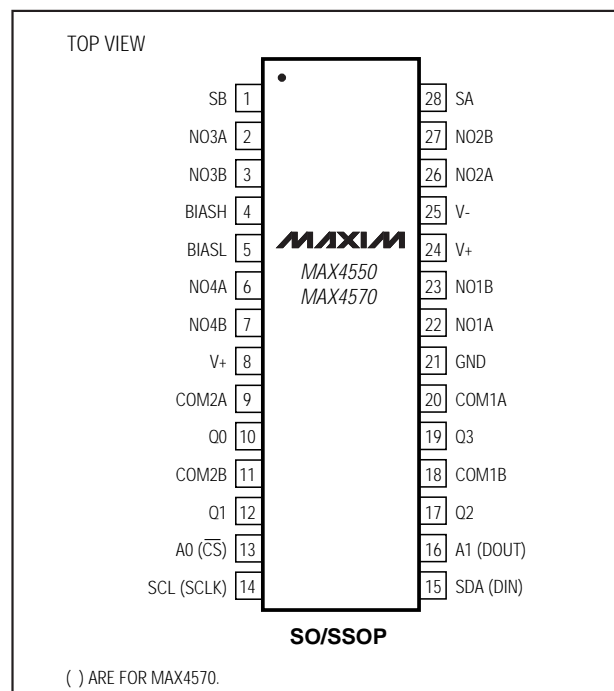 TOP VIEW
SB 1
NO3A 2
NO3B 3
BIASH 4
BIASL 5
NO4A 6
NO4B 7
V+ 8
COM2A 9
Q0 10
COM2B 11
Q1 12
A0 (C̅S̅) 13
SCL (SCLK) 14
MAXIM
MAX4550
MAX4570
28 SA
27 NO2B
26 NO2A
25 V-
24 V+
23 NO1B
22 NO1A
21 GND
20 COM1A
19 Q3
18 COM1B
17 Q2
16 A1 (DOUT)
15 SDA (DIN)
SO/SSOP
( ) ARE FOR MAX4570.